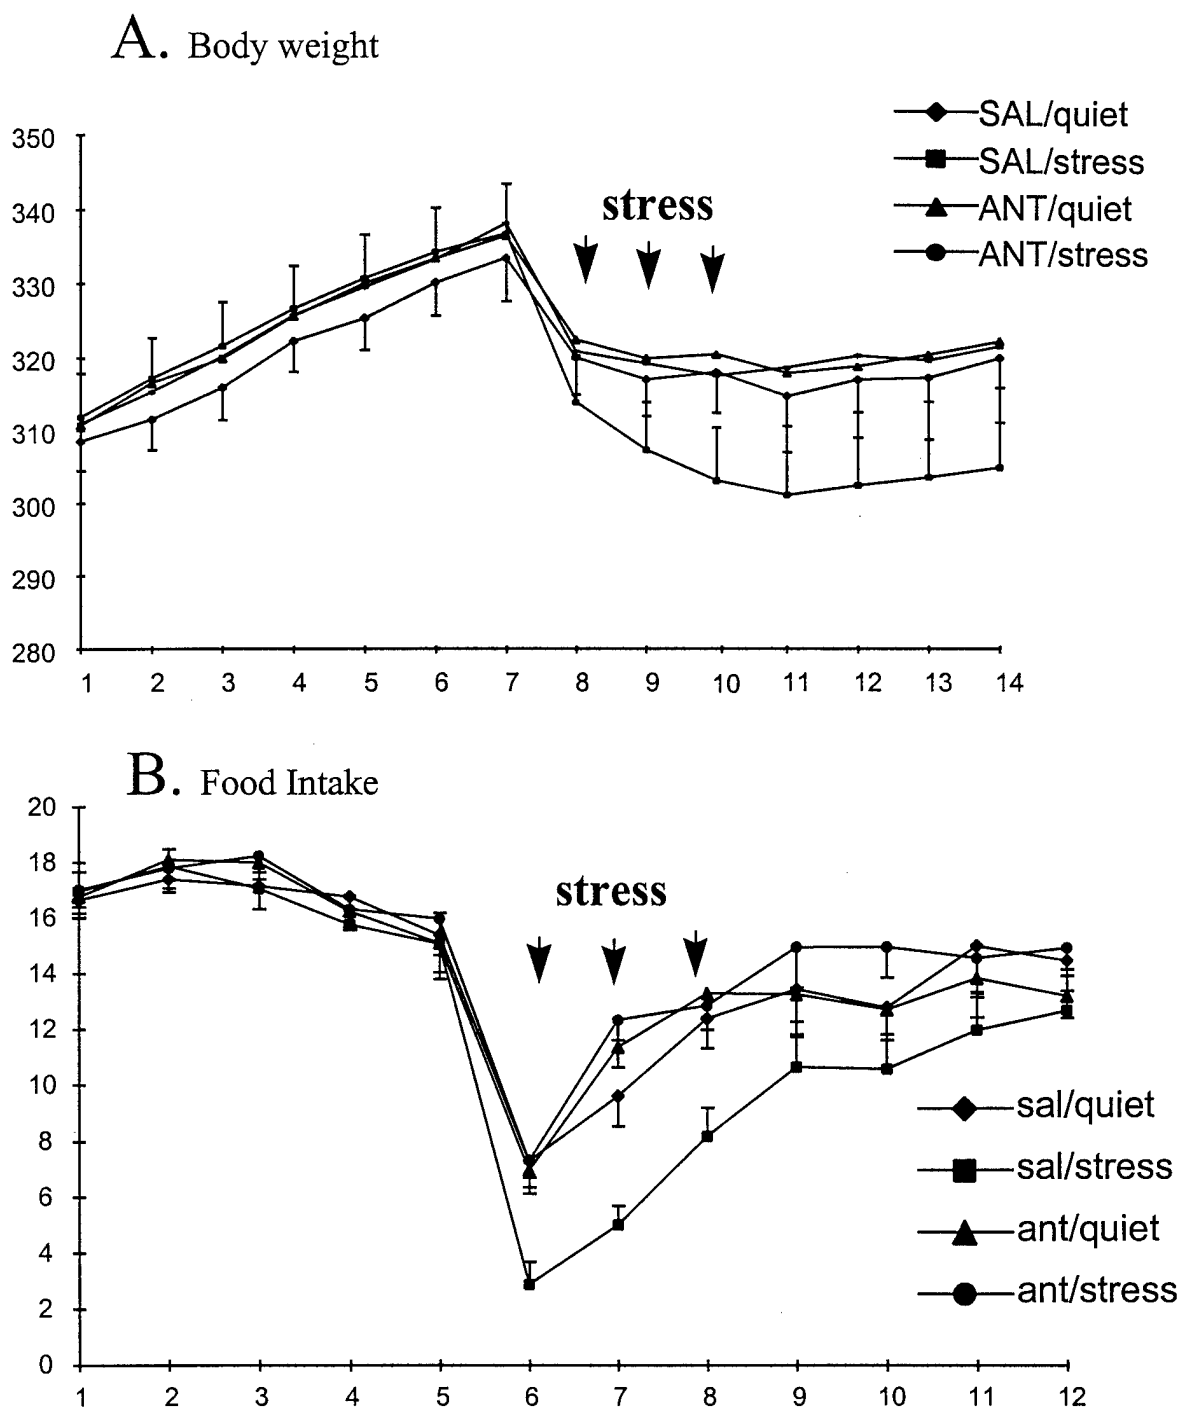 A. Body weight
SAL/quiet
SAL/stress
ANT/quiet
ANT/stress
stress
350
340
330
320
310
300
290
280
1 2 3 4 5 6 7 8 9 10 11 12 13 14
B. Food Intake
stress
20
18
16
14
12
10
8
6
4
2
0
sal/quiet
sal/stress
ant/quiet
ant/stress
1 2 3 4 5 6 7 8 9 10 11 12